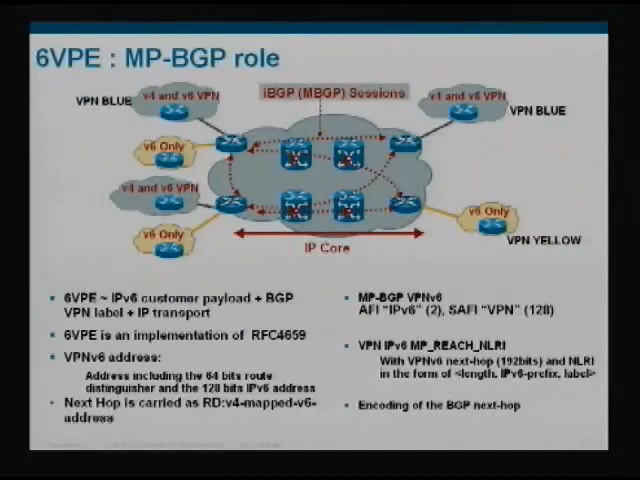 6VPE : MP-BGP role
v4 and v6 VPN
iBGP (MBGP) Sessions
v4 and v6 VPN
VPN BLUE
VPN BLUE
v6 Only
v4 and v6 VPN
v6 Only
v6 Only
VPN YELLOW
IP Core
6VPE ~ IPv6 customer payload + BGP
VPN label + IP transport
6VPE is an implementation of RFC4659
VPNv6 address:
Address including the 64 bits route
distinguisher and the 128 bits IPv6 address
Next Hop is carried as RD:v4-mapped-v6-
address
MP-BGP VPNv6
AFI "IPv6" (2), SAFI "VPN" (128)
VPN IPv6 MP_REACH_NLRI
With VPNv6 next-hop (192bits) and NLRI
in the form of <length, IPv6-prefix, label>
Encoding of the BGP next-hop